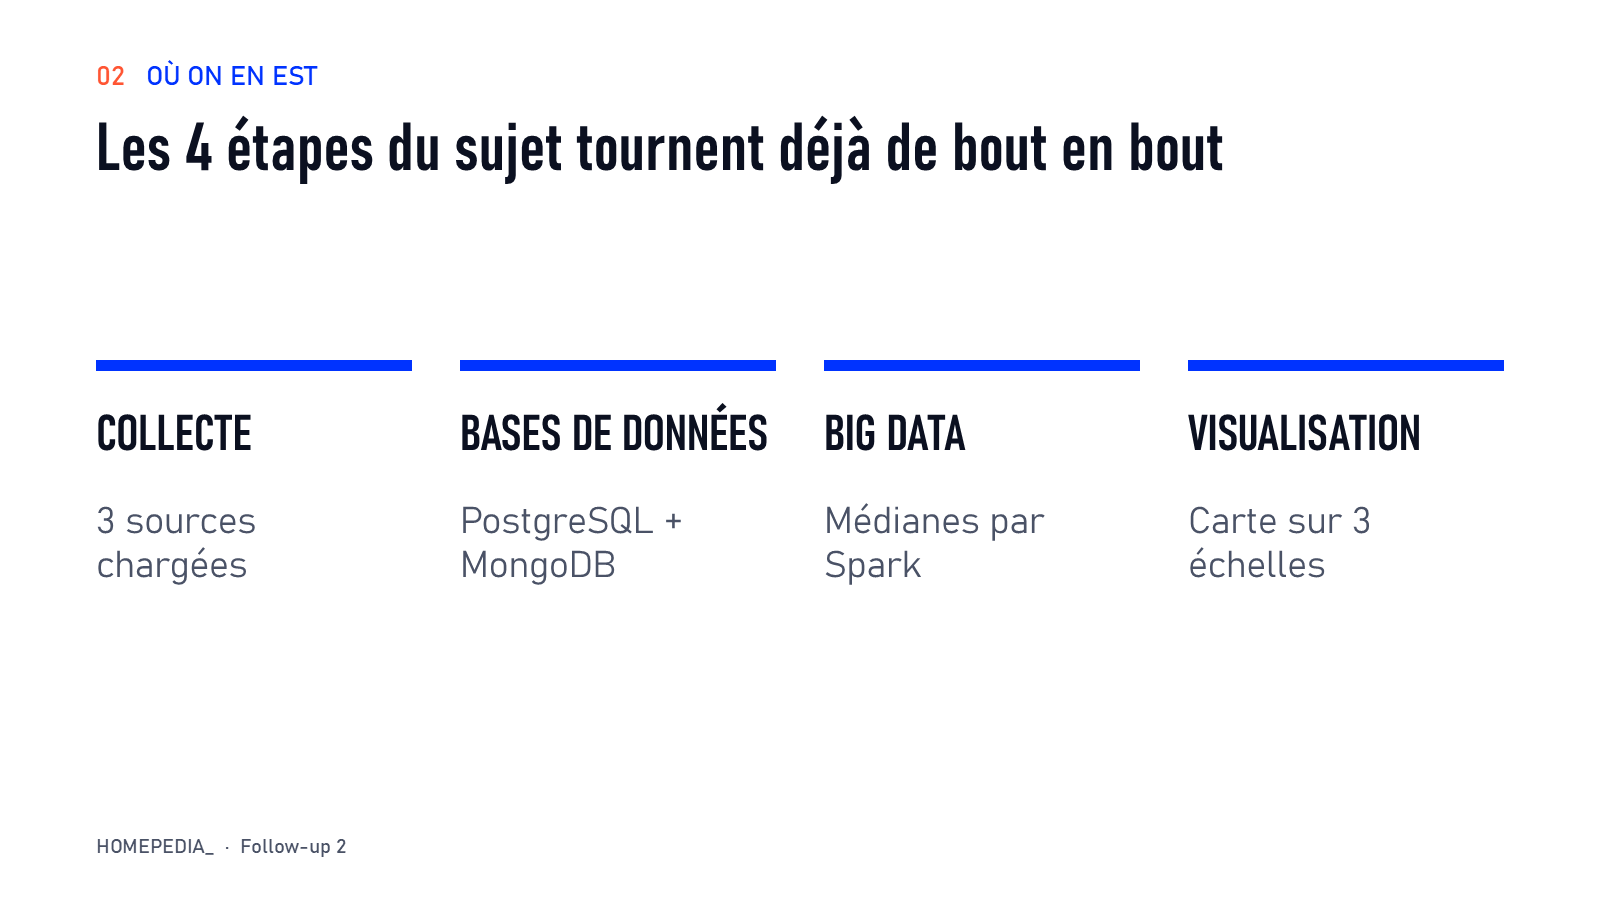 02 OÙ ON EN EST
Les 4 étapes du sujet tournent déjà de bout en bout
COLLECTE
3 sources
chargées
BASES DE DONNÉES
PostgreSQL +
MongoDB
BIG DATA
Médianes par
Spark
VISUALISATION
Carte sur 3
échelles
HOMEPEDIA_ · Follow-up 2